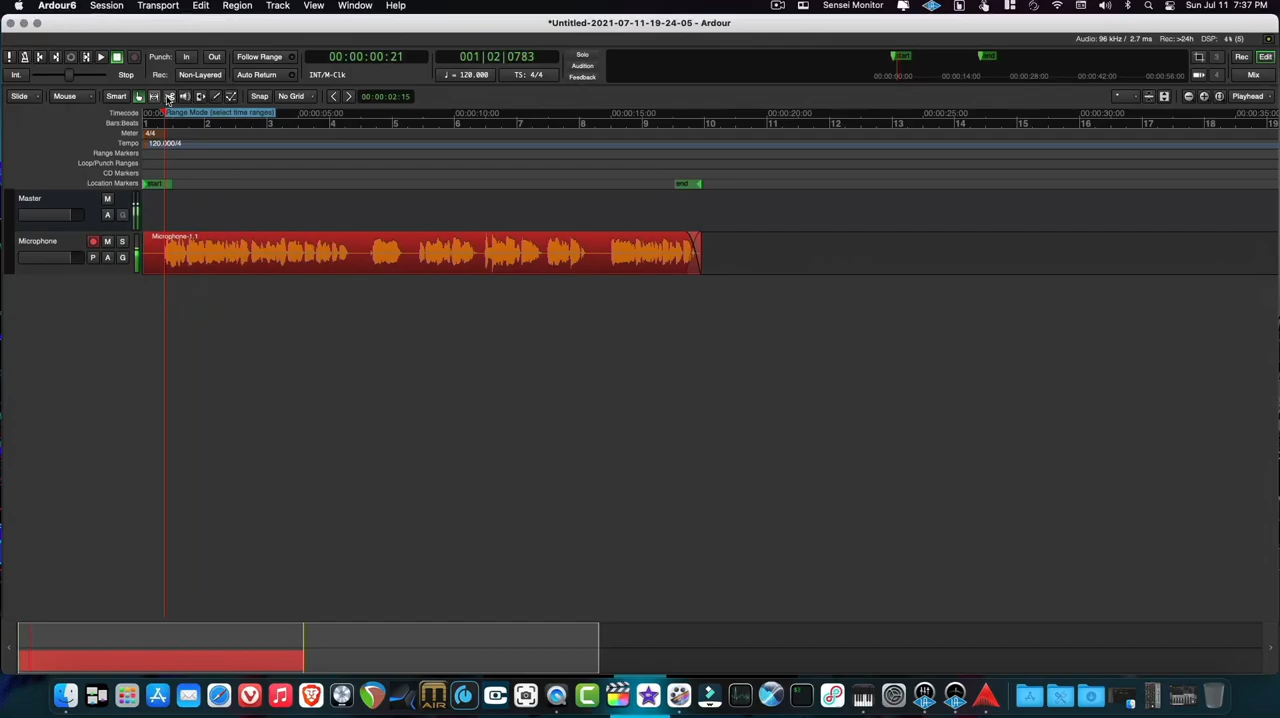 Ardour6 Session Transport Edit Region Track View Window Help Sensei Monitor Sun Jul 11 7:37 PM
*Untitled-2021-07-11-19-24-05 - Ardour
Audio: 96 kHz / 2.7 ms Rec: >24h DSP: 4% (5)
Punch: In Out Follow Range 00:00:00:21 001|02|0783 Solo Rec Edit
Audition
Int. Stop Rec: Non-Layered Auto Return INT/M-Clk ♩ = 120.000 TS: 4/4 Feedback Mix
start end
00:00:00:00 00:00:14:00 00:00:28:00 00:00:42:00 00:00:56:00
3
4
Slide Mouse Smart Snap No Grid 00:00:02:15 Playhead
Timecode Range Mode (select time ranges) 00:00:05:00 00:00:10:00 00:00:15:00 00:00:20:00 00:00:25:00 00:00:30:00 00:00:35:00
Bars:Beats 1 2 3 4 5 6 7 8 9 10 11 12 13 14 15 16 17 18 19
Meter 4/4
Tempo 120.000/4
Range Markers
Loop/Punch Ranges
CD Markers
Location Markers start end
Master M
A G
Microphone M S
P A G
Microphone-1.1
M
AIR